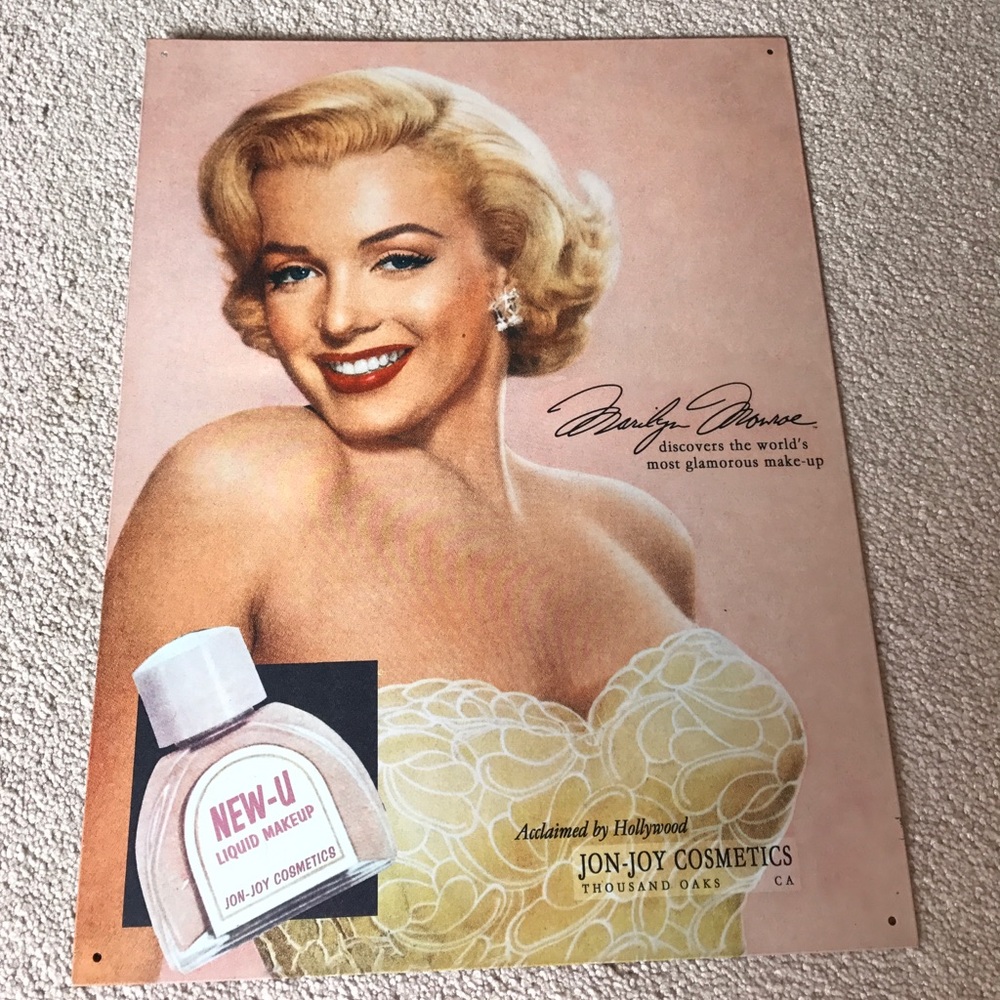 Marilyn Monroe
discovers the world's
most glamorous make-up
NEW-U
LIQUID MAKEUP
JON-JOY COSMETICS
Acclaimed by Hollywood
JON-JOY COSMETICS
THOUSAND OAKS CA